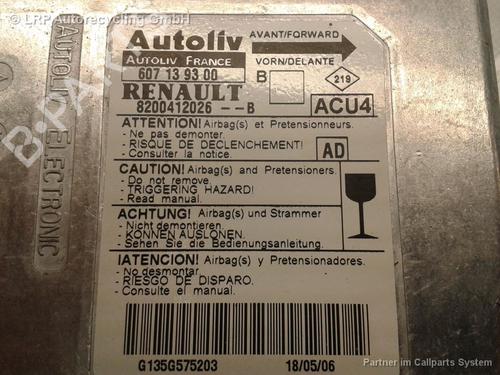 © LRP Autorecycling GmbH
Autoliv
AUTOLIV FRANCE
607 13 93 00
RENAULT
8200412026 --B
AVANT/FORWARD
VORN/DELANTE
B
219
ACU4
ATTENTION! Airbag(s) et Pretensionneurs.
- Ne pas demonter.
- RISQUE DE DECLENCHEMENT!
- Consulter la notice.
AD
CAUTION! Airbag(s) and Pretensioners.
- Do not remove
- TRIGGERING HAZARD!
- Read manual.
ACHTUNG! Airbag(s) und Strammer
- Nicht demontieren.
- KÖNNEN AUSLÖSEN.
- Sehen Sie die Bedienungsanleitung.
¡ATENCION! Airbag(s) y Pretensionadores.
- No desmontar
- RIESGO DE DISPARO.
- Consulte el manual.
G135G575203
18/05/06
AUTOLIV ELECTRONIC
Partner im Callparts System